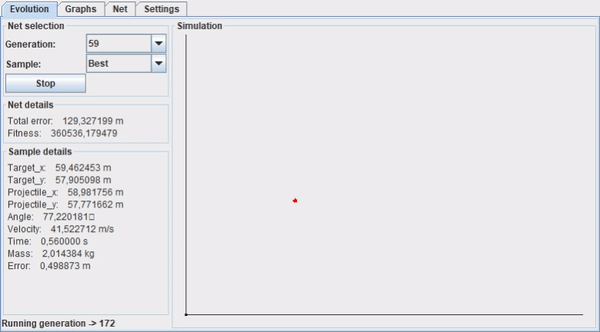 Evolution Graphs Net Settings
Net selection
Generation: 59
Sample: Best
Stop
Net details
Total error: 129,327199 m
Fitness: 360536,179479
Sample details
Target_x: 59,462453 m
Target_y: 57,905098 m
Projectile_x: 58,981756 m
Projectile_y: 57,771662 m
Angle: 77,220181□
Velocity: 41,522712 m/s
Time: 0,560000 s
Mass: 2,014384 kg
Error: 0,498873 m
Running generation -> 172
Simulation